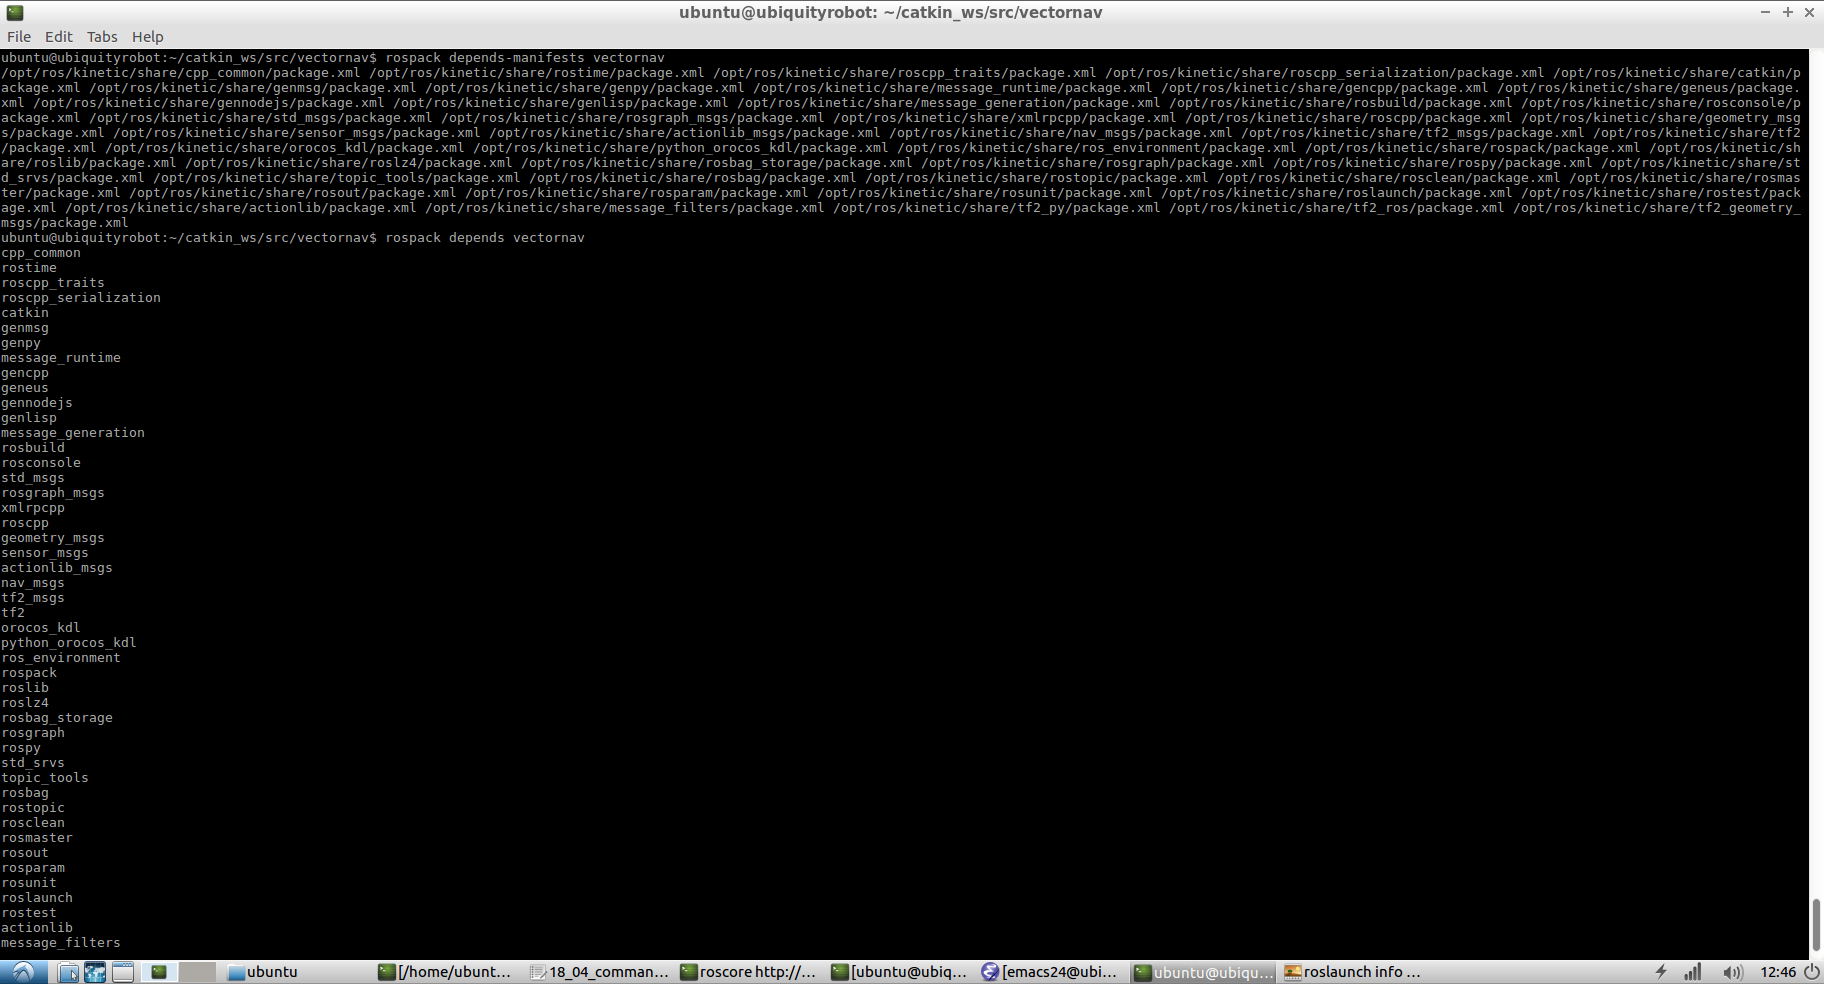 ubuntu@ubiquityrobot: ~/catkin_ws/src/vectornav
File Edit Tabs Help
ubuntu@ubiquityrobot:~/catkin_ws/src/vectornav$ rospack depends-manifests vectornav
/opt/ros/kinetic/share/cpp_common/package.xml /opt/ros/kinetic/share/rostime/package.xml /opt/ros/kinetic/share/roscpp_traits/package.xml /opt/ros/kinetic/share/roscpp_serialization/package.xml /opt/ros/kinetic/share/catkin/p
ackage.xml /opt/ros/kinetic/share/genmsg/package.xml /opt/ros/kinetic/share/genpy/package.xml /opt/ros/kinetic/share/message_runtime/package.xml /opt/ros/kinetic/share/gencpp/package.xml /opt/ros/kinetic/share/geneus/package.
xml /opt/ros/kinetic/share/gennodejs/package.xml /opt/ros/kinetic/share/genlisp/package.xml /opt/ros/kinetic/share/message_generation/package.xml /opt/ros/kinetic/share/rosbuild/package.xml /opt/ros/kinetic/share/rosconsole/p
ackage.xml /opt/ros/kinetic/share/std_msgs/package.xml /opt/ros/kinetic/share/rosgraph_msgs/package.xml /opt/ros/kinetic/share/xmlrpcpp/package.xml /opt/ros/kinetic/share/roscpp/package.xml /opt/ros/kinetic/share/geometry_msg
s/package.xml /opt/ros/kinetic/share/sensor_msgs/package.xml /opt/ros/kinetic/share/actionlib_msgs/package.xml /opt/ros/kinetic/share/nav_msgs/package.xml /opt/ros/kinetic/share/tf2_msgs/package.xml /opt/ros/kinetic/share/tf2
/package.xml /opt/ros/kinetic/share/orocos_kdl/package.xml /opt/ros/kinetic/share/python_orocos_kdl/package.xml /opt/ros/kinetic/share/ros_environment/package.xml /opt/ros/kinetic/share/rospack/package.xml /opt/ros/kinetic/sh
are/roslib/package.xml /opt/ros/kinetic/share/roslz4/package.xml /opt/ros/kinetic/share/rosbag_storage/package.xml /opt/ros/kinetic/share/rosgraph/package.xml /opt/ros/kinetic/share/rospy/package.xml /opt/ros/kinetic/share/st
d_srvs/package.xml /opt/ros/kinetic/share/topic_tools/package.xml /opt/ros/kinetic/share/rosbag/package.xml /opt/ros/kinetic/share/rostopic/package.xml /opt/ros/kinetic/share/rosclean/package.xml /opt/ros/kinetic/share/rosmas
ter/package.xml /opt/ros/kinetic/share/rosout/package.xml /opt/ros/kinetic/share/rosparam/package.xml /opt/ros/kinetic/share/rosunit/package.xml /opt/ros/kinetic/share/roslaunch/package.xml /opt/ros/kinetic/share/rostest/pack
age.xml /opt/ros/kinetic/share/actionlib/package.xml /opt/ros/kinetic/share/message_filters/package.xml /opt/ros/kinetic/share/tf2_py/package.xml /opt/ros/kinetic/share/tf2_ros/package.xml /opt/ros/kinetic/share/tf2_geometry_
msgs/package.xml
ubuntu@ubiquityrobot:~/catkin_ws/src/vectornav$ rospack depends vectornav
cpp_common
rostime
roscpp_traits
roscpp_serialization
catkin
genmsg
genpy
message_runtime
gencpp
geneus
gennodejs
genlisp
message_generation
rosbuild
rosconsole
std_msgs
rosgraph_msgs
xmlrpcpp
roscpp
geometry_msgs
sensor_msgs
actionlib_msgs
nav_msgs
tf2_msgs
tf2
orocos_kdl
python_orocos_kdl
ros_environment
rospack
roslib
roslz4
rosbag_storage
rosgraph
rospy
std_srvs
topic_tools
rosbag
rostopic
rosclean
rosmaster
rosout
rosparam
rosunit
roslaunch
rostest
actionlib
message_filters
ubuntu [/home/ubunt... 18_04_comman... roscore http://... [ubuntu@ubiq... [emacs24@ubi... ubuntu@ubiqu... roslaunch info ... 12:46